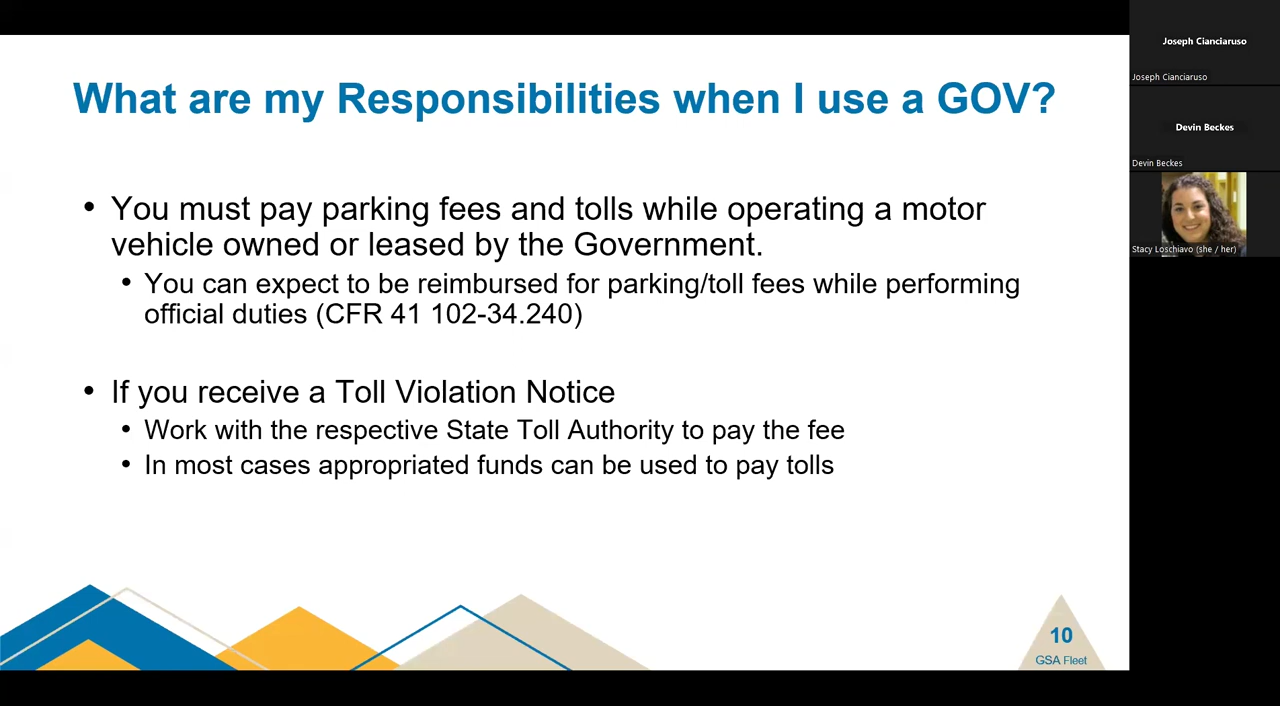 What are my Responsibilities when I use a GOV?
• You must pay parking fees and tolls while operating a motor
vehicle owned or leased by the Government.
• You can expect to be reimbursed for parking/toll fees while performing
official duties (CFR 41 102-34.240)
• If you receive a Toll Violation Notice
• Work with the respective State Toll Authority to pay the fee
• In most cases appropriated funds can be used to pay tolls
10
GSA Fleet
Joseph Cianciaruso
Joseph Cianciaruso
Devin Beckes
Devin Beckes
Stacy Loschiavo (she / her)